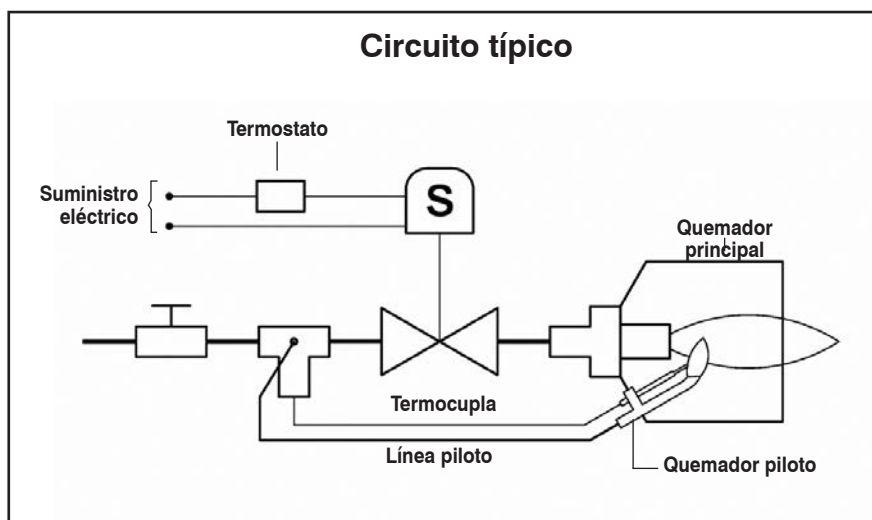 Circuito típico
Termostato
Suministro
eléctrico
S
Quemador
principal
Termocupla
Línea piloto
Quemador piloto